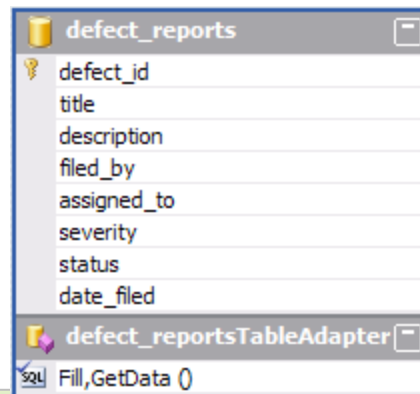 defect_reports
defect_id
title
description
filed_by
assigned_to
severity
status
date_filed
defect_reportsTableAdapter
SQL Fill,GetData ()